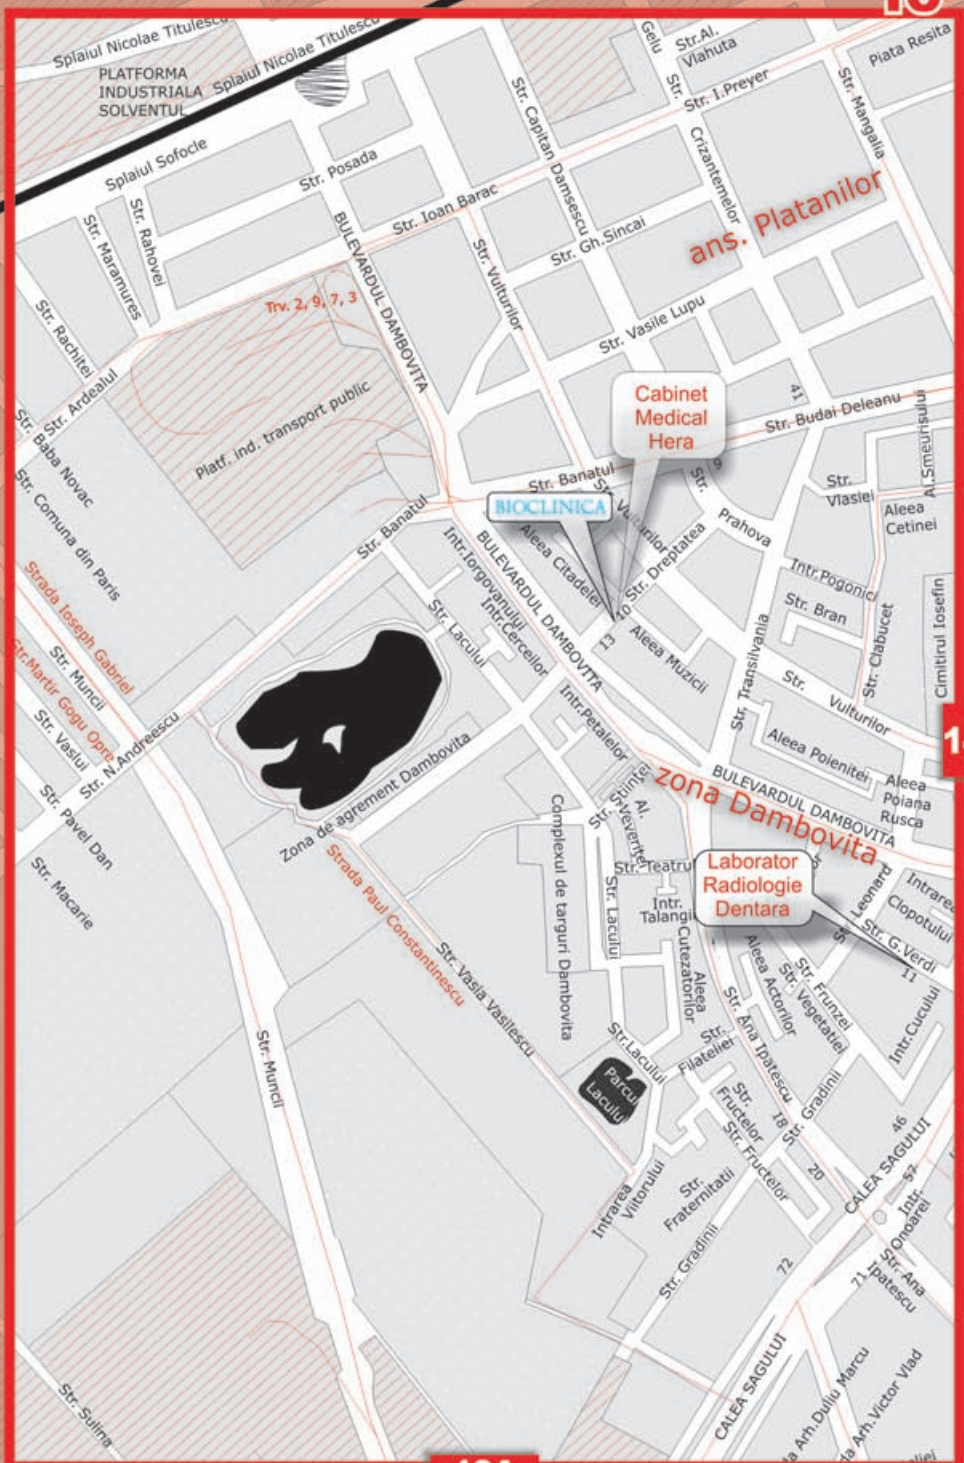 Splaiul Nicolae Titulescu
Splaiul Nicolae Titulescu
PLATFORMA
INDUSTRIALA
SOLVENTUL
Gelu
Str.
Str.Al.
Vlahuta
Piata Resita
Str. I.Preyer
Str. Mangalia
Str. Capitan Damsescu
Crizantemelor
Splaiul Sofocle
Str. Posada
Str. Ioan Barac
Str. Gh.Sincai
ans. Platanilor
Str. Rahovei
Str. Maramures
BULEVARDUL DAMBOVITA
Str. Vulturilor
Trv. 2, 9, 7, 3
Str. Vasile Lupu
Str. Rachitei
Str. Ardealul
Str. Baba Novac
Platf. ind. transport public
Cabinet
Medical
Hera
41
Str. Budai Deleanu
Al.Smeurisului
9
Str. Banatul
Str.
Prahova
Str. Vulturilor
BIOCLINICA
Str.
Vlasiei
Aleea
Cetinei
Str. Comuna din Paris
Str. Banatul
Intr.Iorgovanului
BULEVARDUL DAMBOVITA
Aleea Citadelei
Str. Dreptatea
10
13
Aleea Muzicii
Intr.Pogonici
Str. Bran
Str. Clabucet
Cimitirul Iosefin
Strada Ioseph Gabriel
Str. Muncii
Str.Martir Gogu Opre
Str. Lacului
Intr.Cerceilor
Str. Transilvania
Str.
Vulturilor
Str. Vaslui
Str. N.Andreescu
Intr.Petalelor
Aleea Poienitei
Aleea
Poiana
Rusca
Zona de agrement Dambovita
Str. Stiintei
Al.
Veveritei
zona Dambovita
BULEVARDUL DAMBOVITA
Str. Pavel Dan
Str. Macarie
Strada Paul Constantinescu
Str. Vasia Vasilescu
Complexul de targuri Dambovita
Str. Lacului
Str. Teatrul
Intr.
Cutezatorilor
Laborator
Radiologie
Dentara
Leonard
Intrarea
Clopotului
Str. G.Verdi
11
Aleea
Aleea Actorilor
Str. Vegetatiei
Str. Frunzei
Intr.Cucului
Str. Ana Ipatescu
Str. Muncii
Str.Lacului
Str.
Filateliei
Parcul
Lacului
Str.
Fructelor
Str. Fructelor
18
Str. Gradinii
20
46
CALEA SAGULUI
52
Intr.
Onoarei
Intrarea
Viitorului
Str.
Fraternitatii
Str. Gradinii
72
71
Str. Ana
Ipatescu
CALEA SAGULUI
Arh.Duiliu Marcu
Arh.Victor Vlad
Str. Sulina